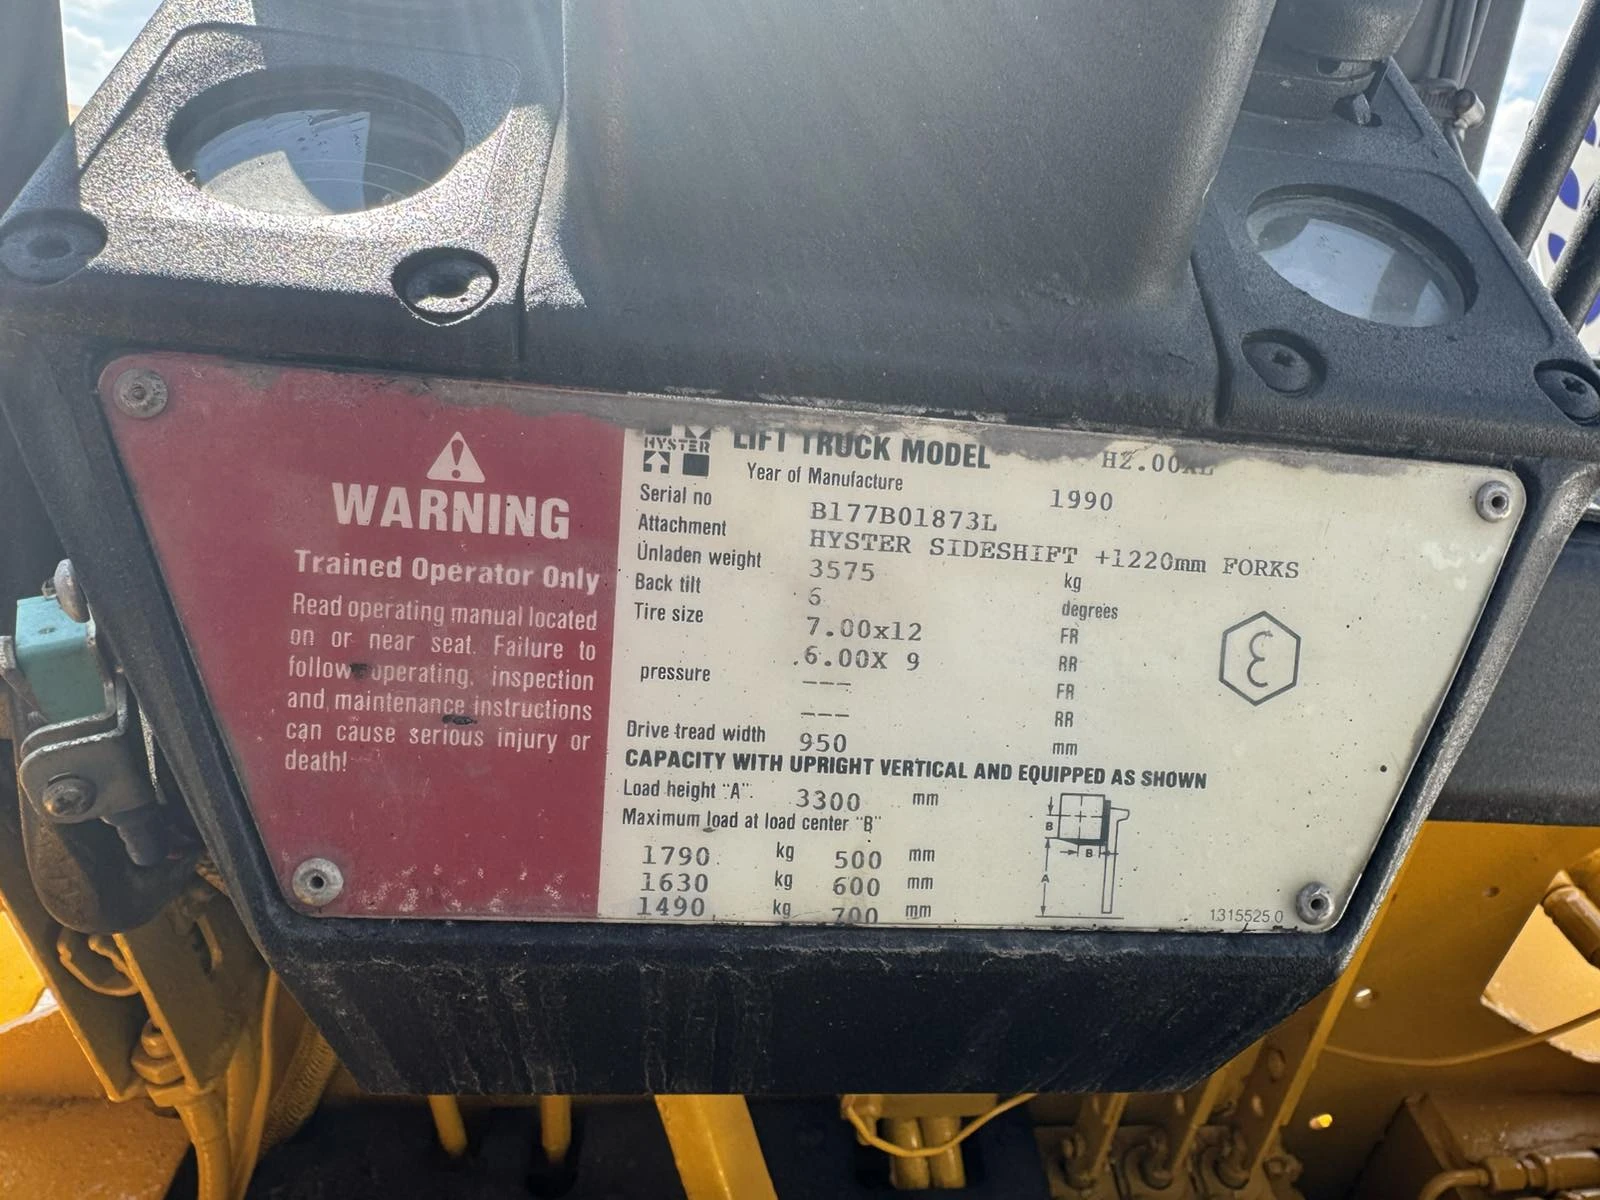 WARNING
Trained Operator Only
Read operating manual located
on or near seat. Failure to
follow operating, inspection
and maintenance instructions
can cause serious injury or
death!
HYSTER LIFT TRUCK MODEL H2.00XL
Year of Manufacture 1990
Serial no B177B01873L
Attachment HYSTER SIDESHIFT +1220mm FORKS
Unladen weight 3575 kg
Back tilt 6 degrees
Tire size 7.00x12 FR
6.00X 9 RR
pressure --- FR
--- RR
Drive tread width 950 mm
CAPACITY WITH UPRIGHT VERTICAL AND EQUIPPED AS SHOWN
Load height "A" 3300 mm
Maximum load at load center "B"
1790 kg 500 mm
1630 kg 600 mm
1490 kg 700 mm
B
B
A
1315525 0